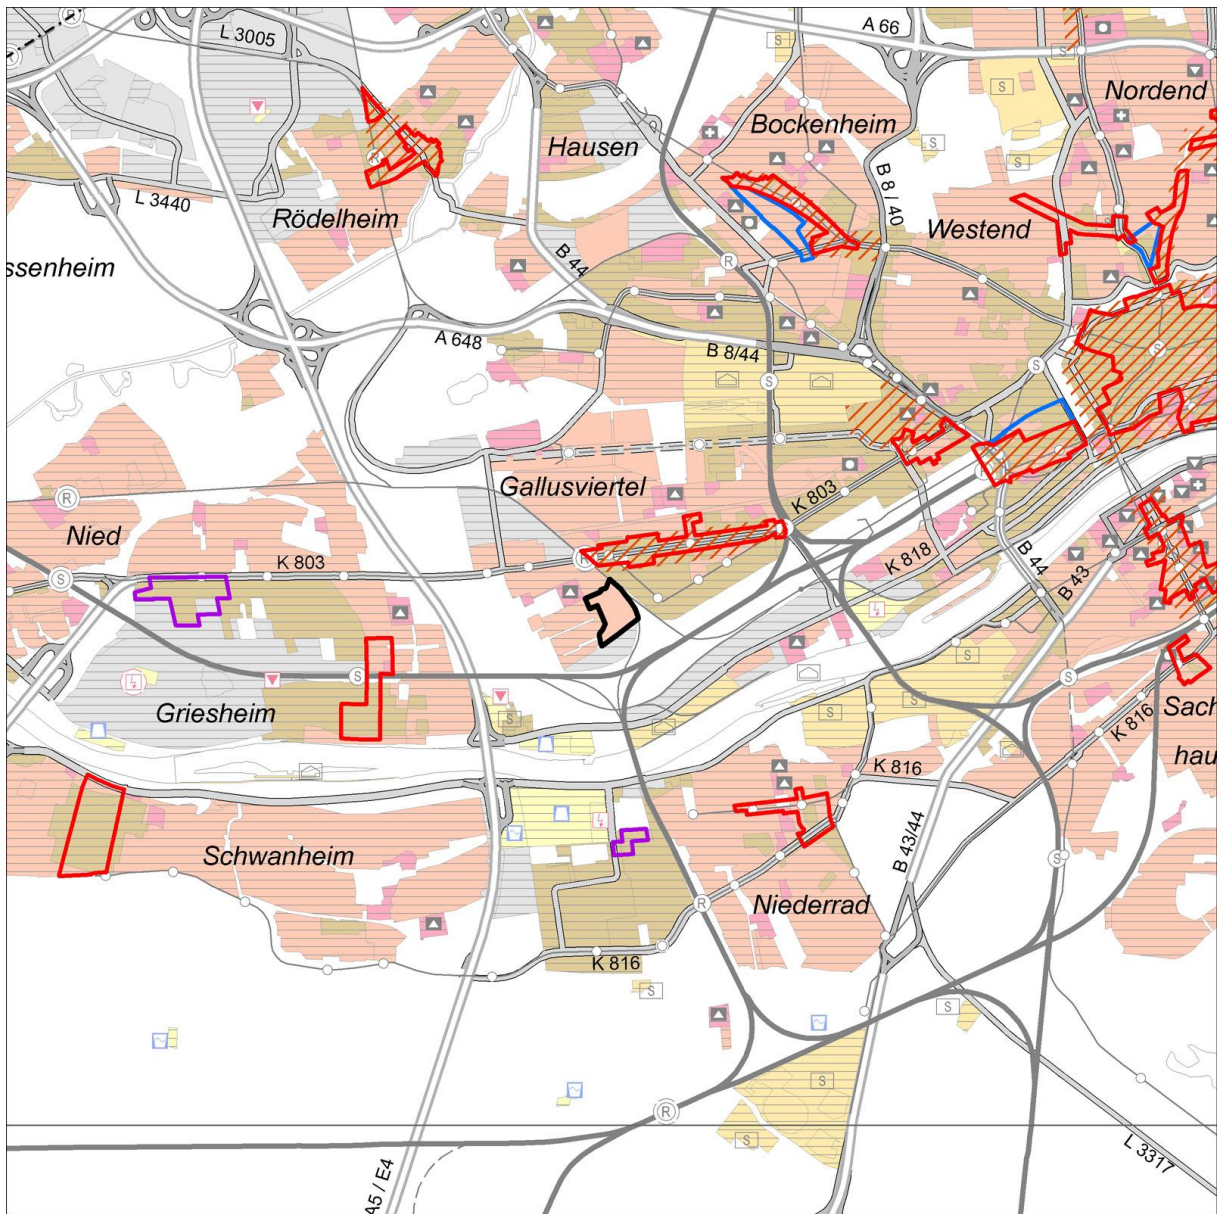 L 3005
A 66
Nordend
Bockenheim
Hausen
B 8 / 40
L 3440
Rödelheim
R
Westend
ssenheim
B 44
R
A 648
B 8/44
S
S
S
Gallusviertel
K 803
R
Nied
K 803
K 818
B 44
B 43
S
S
S
Griesheim
K 816
Sach
hau
K 816
B 43/44
S
Schwanheim
Niederrad
R
K 816
S
S
S
R
S
L 3317
A5 / E4